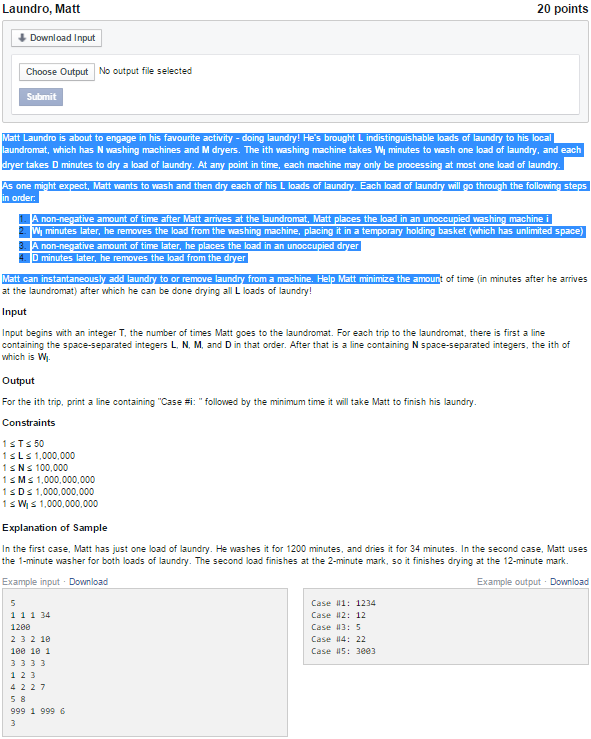 Laundro, Matt
20 points
Download Input
Choose Output No output file selected
Submit
Matt Laundro is about to engage in his favourite activity - doing laundry! He's brought L indistinguishable loads of laundry to his local
laundromat, which has N washing machines and M dryers. The ith washing machine takes Wi minutes to wash one load of laundry, and each
dryer takes D minutes to dry a load of laundry. At any point in time, each machine may only be processing at most one load of laundry.
As one might expect, Matt wants to wash and then dry each of his L loads of laundry. Each load of laundry will go through the following steps
in order:
1. A non-negative amount of time after Matt arrives at the laundromat, Matt places the load in an unoccupied washing machine i
2. Wi minutes later, he removes the load from the washing machine, placing it in a temporary holding basket (which has unlimited space)
3. A non-negative amount of time later, he places the load in an unoccupied dryer
4. D minutes later, he removes the load from the dryer
Matt can instantaneously add laundry to or remove laundry from a machine. Help Matt minimize the amount of time (in minutes after he arrives
at the laundromat) after which he can be done drying all L loads of laundry!
Input
Input begins with an integer T, the number of times Matt goes to the laundromat. For each trip to the laundromat, there is first a line
containing the space-separated integers L, N, M, and D in that order. After that is a line containing N space-separated integers, the ith of
which is Wi.
Output
For the ith trip, print a line containing "Case #i: " followed by the minimum time it will take Matt to finish his laundry.
Constraints
1 ≤ T ≤ 50
1 ≤ L ≤ 1,000,000
1 ≤ N ≤ 100,000
1 ≤ M ≤ 1,000,000,000
1 ≤ D ≤ 1,000,000,000
1 ≤ Wi ≤ 1,000,000,000
Explanation of Sample
In the first case, Matt has just one load of laundry. He washes it for 1200 minutes, and dries it for 34 minutes. In the second case, Matt uses
the 1-minute washer for both loads of laundry. The second load finishes at the 2-minute mark, so it finishes drying at the 12-minute mark.
Example input · Download
5
1 1 1 34
1200
2 3 2 10
100 10 1
3 3 3 3
1 2 3
4 2 2 7
5 8
999 1 999 6
3
Example output · Download
Case #1: 1234
Case #2: 12
Case #3: 5
Case #4: 22
Case #5: 3003